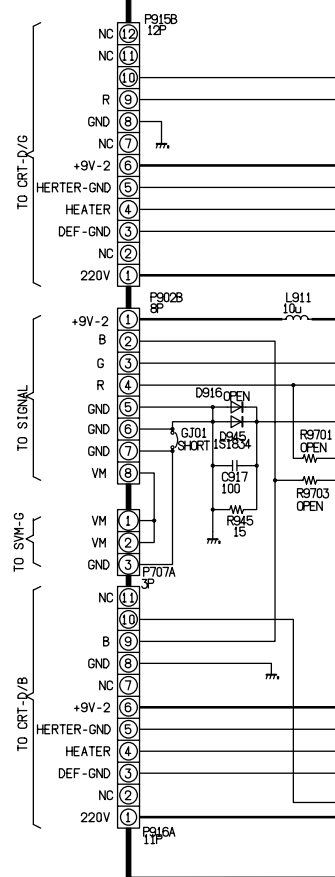 P915B
12P
NC 12
NC 11
10
R 9
GND 8
NC 7
+9V-2 6
HERTER-GND 5
HEATER 4
DEF-GND 3
NC 2
220V 1
TO CRT-D/G
P902B
8P
L911
10u
+9V-2 1
B 2
G 3
R 4
GND 5
GND 6
GND 7
VM 8
TO SIGNAL
D916 OPEN
GJ01
SHORT
D945
1S1834
C917
100
R945
15
R9701
OPEN
R9703
OPEN
VM 1
VM 2
GND 3
TO SVM-G
P707A
3P
NC 11
10
B 9
GND 8
NC 7
+9V-2 6
HERTER-GND 5
HEATER 4
DEF-GND 3
NC 2
220V 1
TO CRT-D/B
P916A
11P